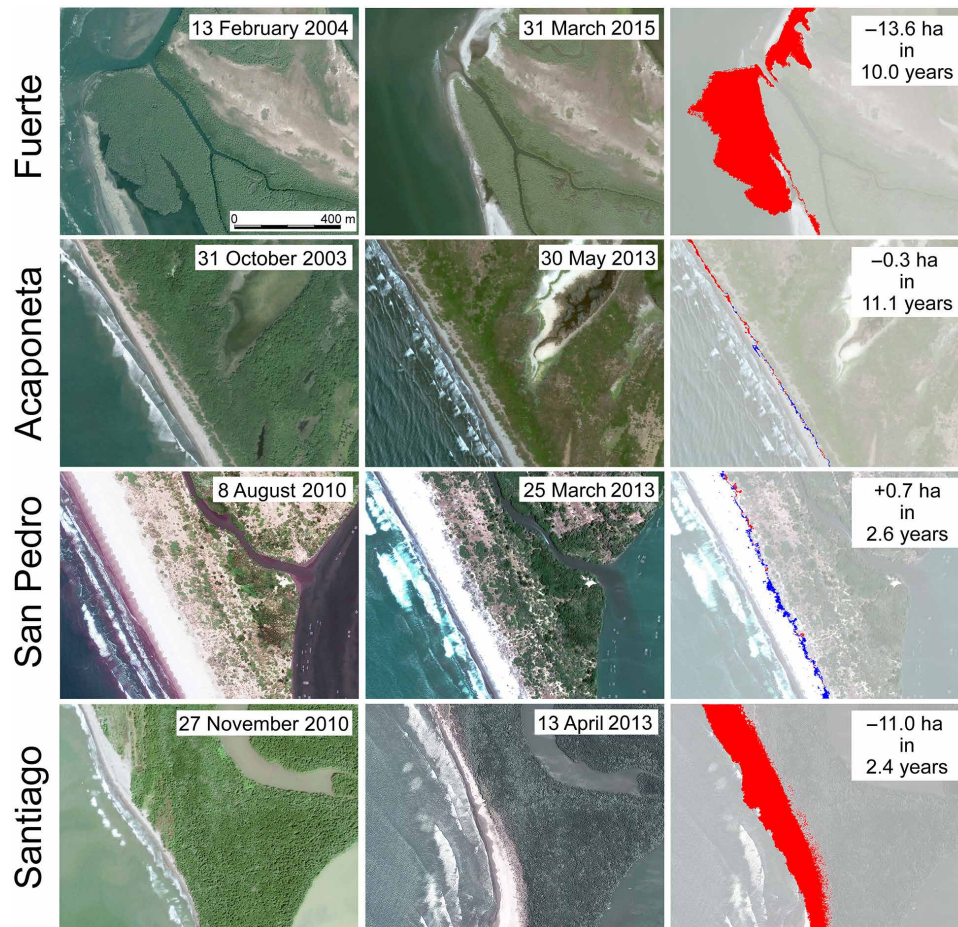 Fuerte
13 February 2004
0 400 m
31 March 2015
–13.6 ha
in
10.0 years
Acaponeta
31 October 2003
30 May 2013
–0.3 ha
in
11.1 years
San Pedro
8 August 2010
25 March 2013
+0.7 ha
in
2.6 years
Santiago
27 November 2010
13 April 2013
–11.0 ha
in
2.4 years